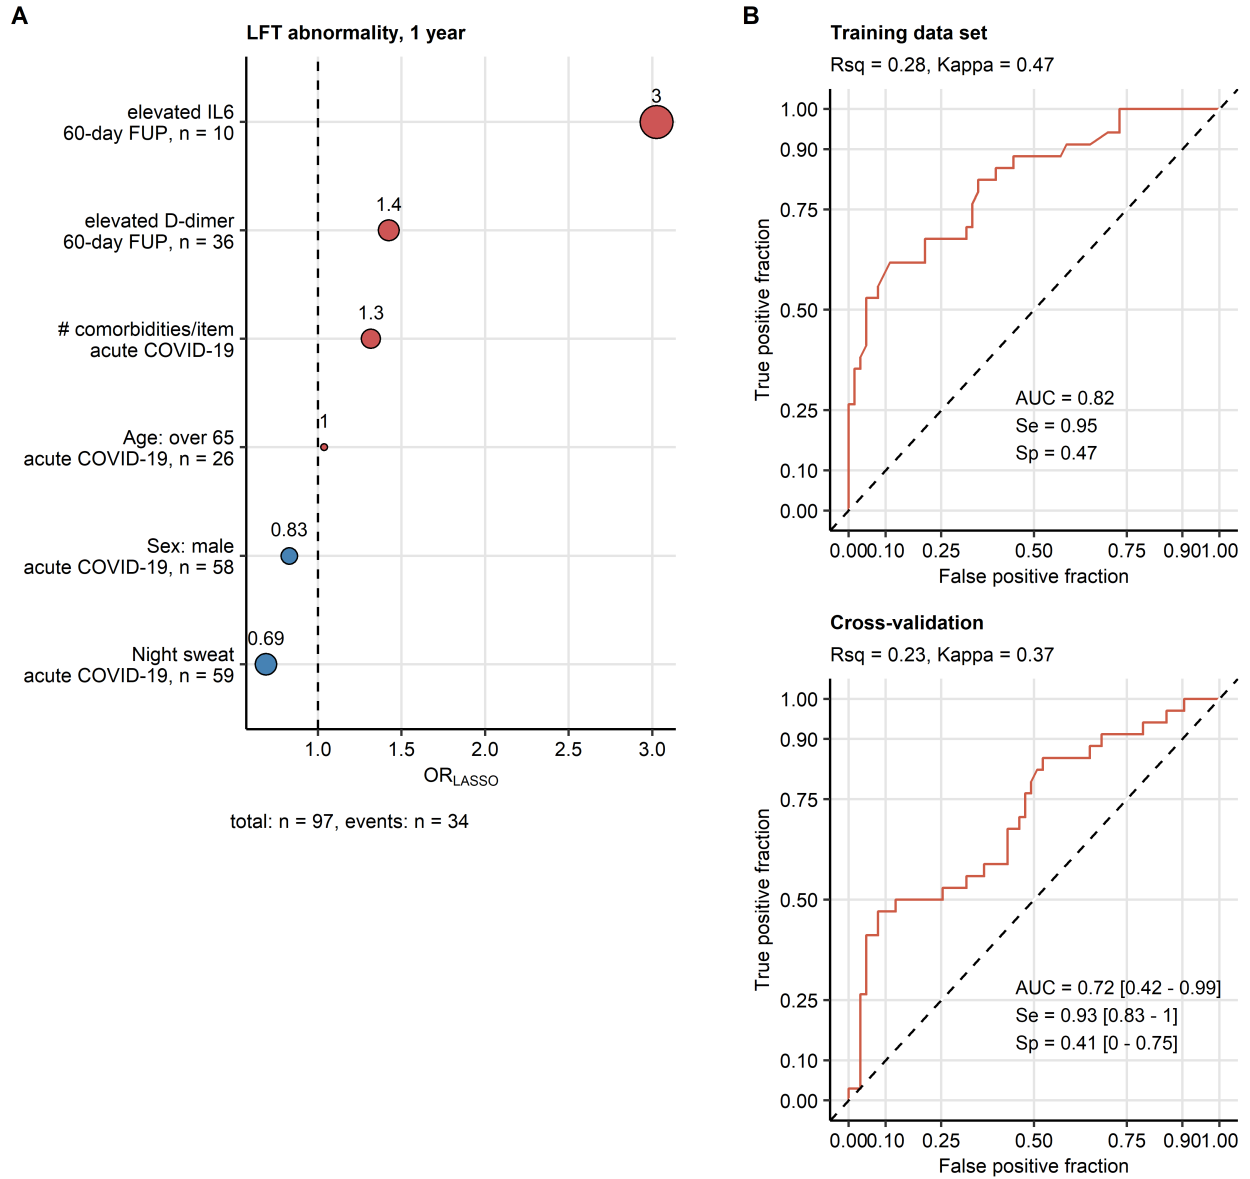 A
LFT abnormality, 1 year
elevated IL6
60-day FUP, n = 10
3
elevated D-dimer
60-day FUP, n = 36
1.4
# comorbidities/item
acute COVID-19
1.3
Age: over 65
acute COVID-19, n = 26
1
Sex: male
acute COVID-19, n = 58
0.83
Night sweat
acute COVID-19, n = 59
0.69
1.0 1.5 2.0 2.5 3.0
ORLASSO
total: n = 97, events: n = 34
B
Training data set
Rsq = 0.28, Kappa = 0.47
True positive fraction
1.00
0.90
0.75
0.50
0.25
0.10
0.00
AUC = 0.82
Se = 0.95
Sp = 0.47
0.00 0.10 0.25 0.50 0.75 0.90 1.00
False positive fraction
Cross-validation
Rsq = 0.23, Kappa = 0.37
True positive fraction
1.00
0.90
0.75
0.50
0.25
0.10
0.00
AUC = 0.72 [0.42 - 0.99]
Se = 0.93 [0.83 - 1]
Sp = 0.41 [0 - 0.75]
0.00 0.10 0.25 0.50 0.75 0.90 1.00
False positive fraction